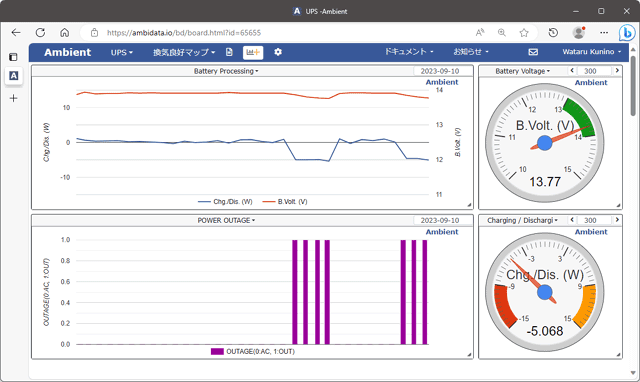 UPS -Ambient
https://ambidata.io/bd/board.html?id=65655
Ambient UPS 換気良好マップ ドキュメント お知らせ Wataru Kunino
Battery Processing 2023-09-10
Ambient
Chg./Dis. (W)
10
0
-10
14
13
12
11
B.Volt. (V)
Chg./Dis. (W) B.Volt. (V)
Battery Voltage 300
Ambient
B.Volt. (V)
10
11
14
15
13.77
POWER OUTAGE 2023-09-10
Ambient
OUTAGE(0:AC, 1:OUT)
1.0
0.8
0.6
0.4
0.2
0.0
OUTAGE(0:AC, 1:OUT)
Charging / Dischargi 300
Ambient
Chg./Dis. (W)
-15
-9
-3
3
9
15
-5.068